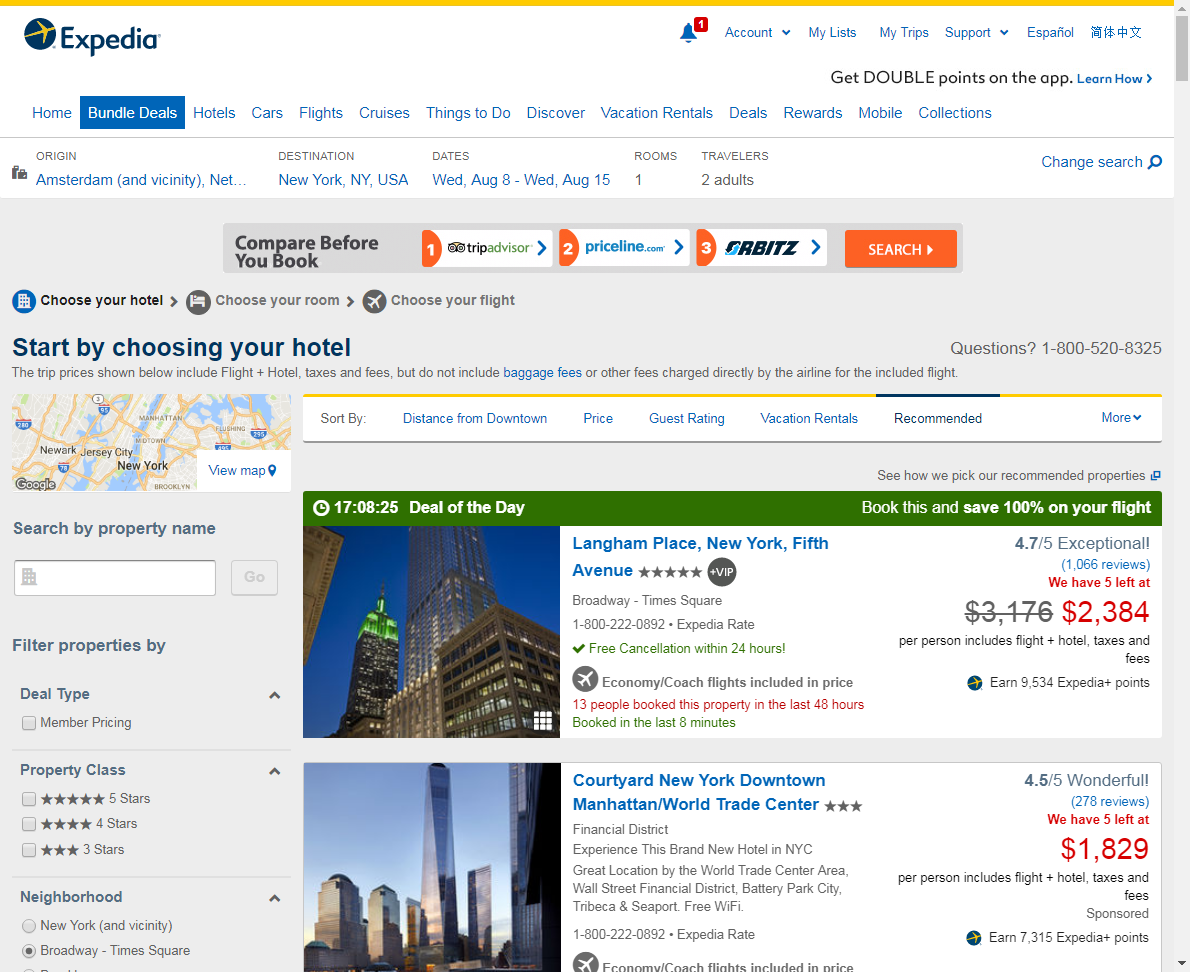 Expedia
1
Account
My Lists
My Trips
Support
Español
简体中文
Get DOUBLE points on the app. Learn How
Home Bundle Deals Hotels Cars Flights Cruises Things to Do Discover Vacation Rentals Deals Rewards Mobile Collections
ORIGIN DESTINATION DATES ROOMS TRAVELERS
Amsterdam (and vicinity), Net... New York, NY, USA Wed, Aug 8 - Wed, Aug 15 1 2 adults
Change search
Compare Before
You Book
1 tripadvisor
2 priceline.com
3 ORBITZ
SEARCH
Choose your hotel Choose your room Choose your flight
Start by choosing your hotel
Questions? 1-800-520-8325
The trip prices shown below include Flight + Hotel, taxes and fees, but do not include baggage fees or other fees charged directly by the airline for the included flight.
3
95
MANHATTAN
280
FLUSHING
295
MIDTOWN
495
Newark
Jersey City
78
New York
BROOKLYN
Google
View map
Sort By: Distance from Downtown Price Guest Rating Vacation Rentals Recommended More
See how we pick our recommended properties
Search by property name
Go
Filter properties by
Deal Type
Member Pricing
Property Class
5 Stars
4 Stars
3 Stars
Neighborhood
New York (and vicinity)
Broadway - Times Square
17:08:25 Deal of the Day
Book this and save 100% on your flight
Langham Place, New York, Fifth
Avenue +VIP
Broadway - Times Square
1-800-222-0892 • Expedia Rate
Free Cancellation within 24 hours!
Economy/Coach flights included in price
13 people booked this property in the last 48 hours
Booked in the last 8 minutes
4.7/5 Exceptional!
(1,066 reviews)
We have 5 left at
$3,176 $2,384
per person includes flight + hotel, taxes and
fees
Earn 9,534 Expedia+ points
Courtyard New York Downtown
Manhattan/World Trade Center
Financial District
Experience This Brand New Hotel in NYC
Great Location by the World Trade Center Area,
Wall Street Financial District, Battery Park City,
Tribeca & Seaport. Free WiFi.
1-800-222-0892 • Expedia Rate
Economy/Coach flights included in price
4.5/5 Wonderful!
(278 reviews)
We have 5 left at
$1,829
per person includes flight + hotel, taxes and
fees
Sponsored
Earn 7,315 Expedia+ points